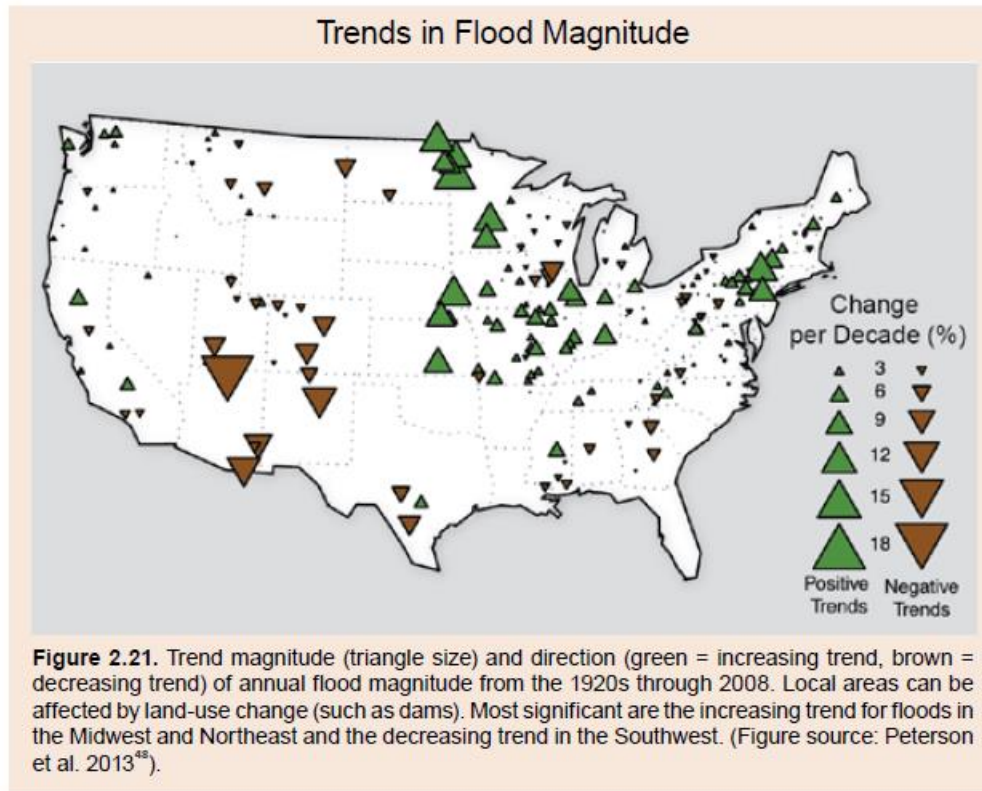 Trends in Flood Magnitude
Change
per Decade (%)
3
6
9
12
15
18
Positive Negative
Trends Trends
Figure 2.21. Trend magnitude (triangle size) and direction (green = increasing trend, brown =
decreasing trend) of annual flood magnitude from the 1920s through 2008. Local areas can be
affected by land-use change (such as dams). Most significant are the increasing trend for floods in
the Midwest and Northeast and the decreasing trend in the Southwest. (Figure source: Peterson
et al. 2013⁴⁸).